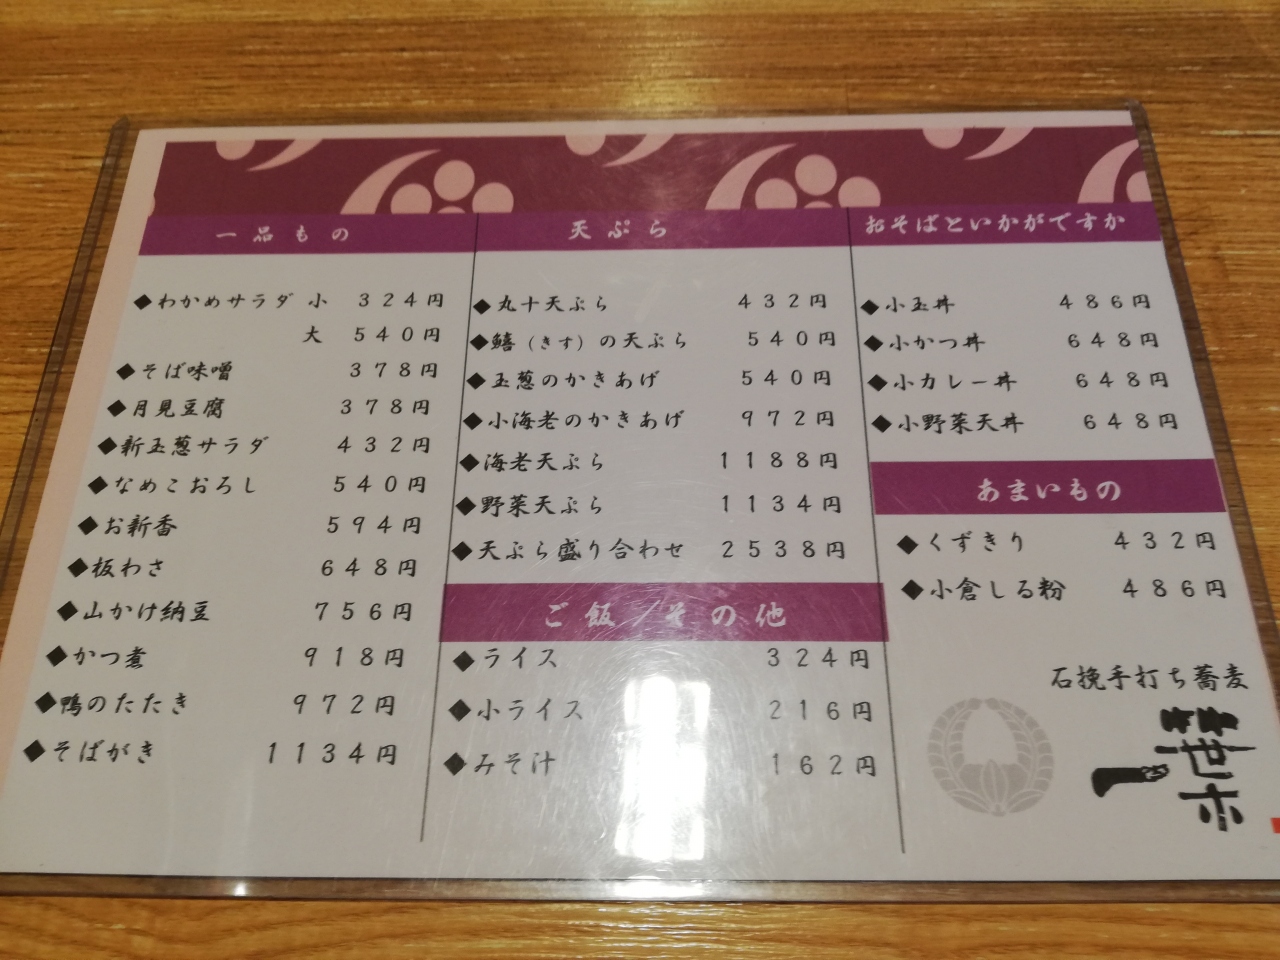 一品もの
◆わかめサラダ 小 324円
大 540円
◆そば味噌 378円
◆月見豆腐 378円
◆新玉葱サラダ 432円
◆なめこおろし 540円
◆お新香 594円
◆板わさ 648円
◆山かけ納豆 756円
◆かつ煮 918円
◆鴨のたたき 972円
◆そばがき 1134円
天ぷら
◆丸十天ぷら 432円
◆鱚(きす)の天ぷら 540円
◆玉葱のかきあげ 540円
◆小海老のかきあげ 972円
◆海老天ぷら 1188円
◆野菜天ぷら 1134円
◆天ぷら盛り合わせ 2538円
ご飯/その他
◆ライス 324円
◆小ライス 216円
◆みそ汁 162円
おそばといかがですか
◆小玉丼 486円
◆小かつ丼 648円
◆小カレー丼 648円
◆小野菜天丼 648円
あまいもの
◆くずきり 432円
◆小倉しる粉 486円
石挽手打ち蕎麦
一葉